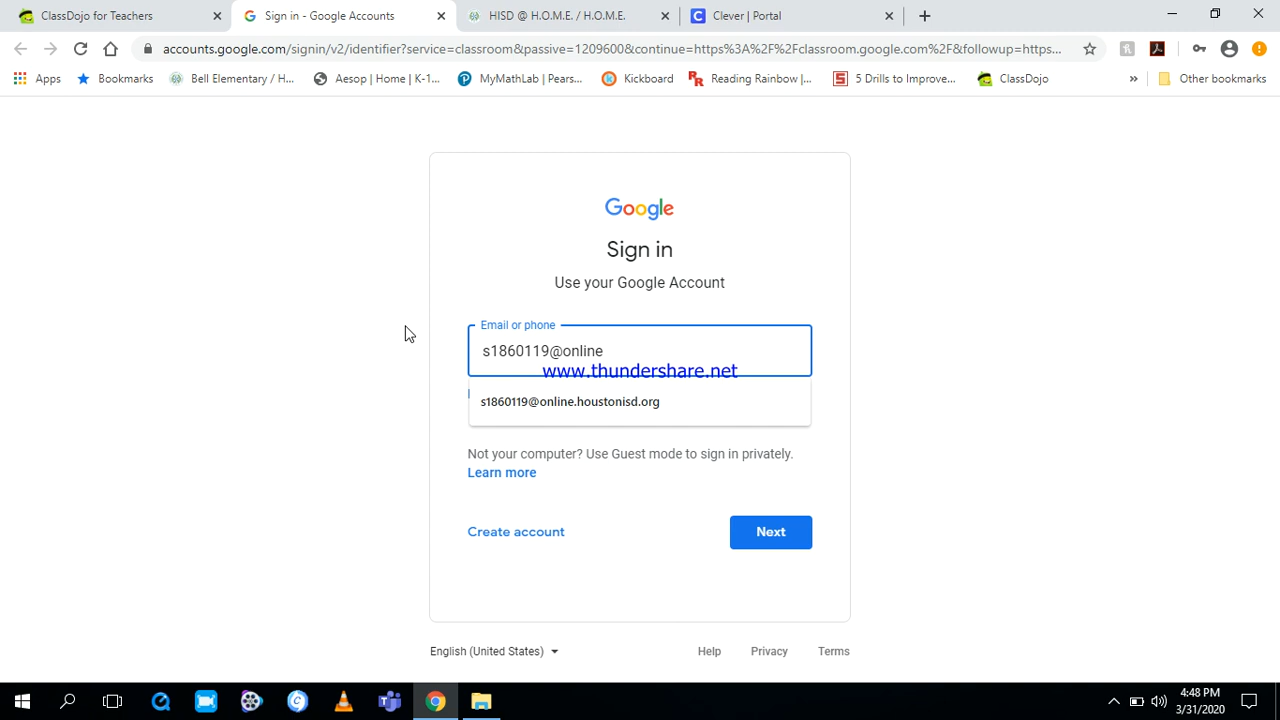 ClassDojo for Teachers
Sign in - Google Accounts
HISD @ H.O.M.E. / H.O.M.E.
Clever | Portal
accounts.google.com/signin/v2/identifier?service=classroom&passive=1209600&continue=https%3A%2F%2Fclassroom.google.com%2F&followup=https...
Apps
Bookmarks
Bell Elementary / H...
Aesop | Home | K-1...
MyMathLab | Pears...
Kickboard
Reading Rainbow |...
5 Drills to Improve...
ClassDojo
»
Other bookmarks
Google
Sign in
Use your Google Account
Email or phone
s1860119@online
www.thundershare.net
s1860119@online.houstonisd.org
Not your computer? Use Guest mode to sign in privately.
Learn more
Create account
Next
English (United States)
Help
Privacy
Terms
4:48 PM
3/31/2020